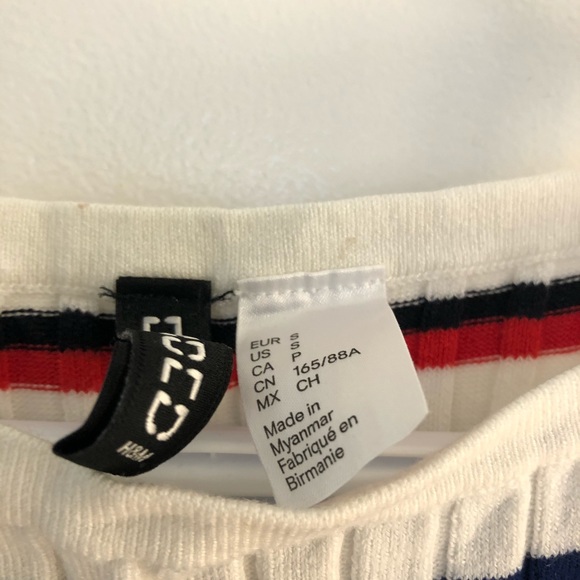 H&M
EUR S
US S
CA P
CN 165/88A
MX CH
Made in
Myanmar
Fabriqué en
Birmanie